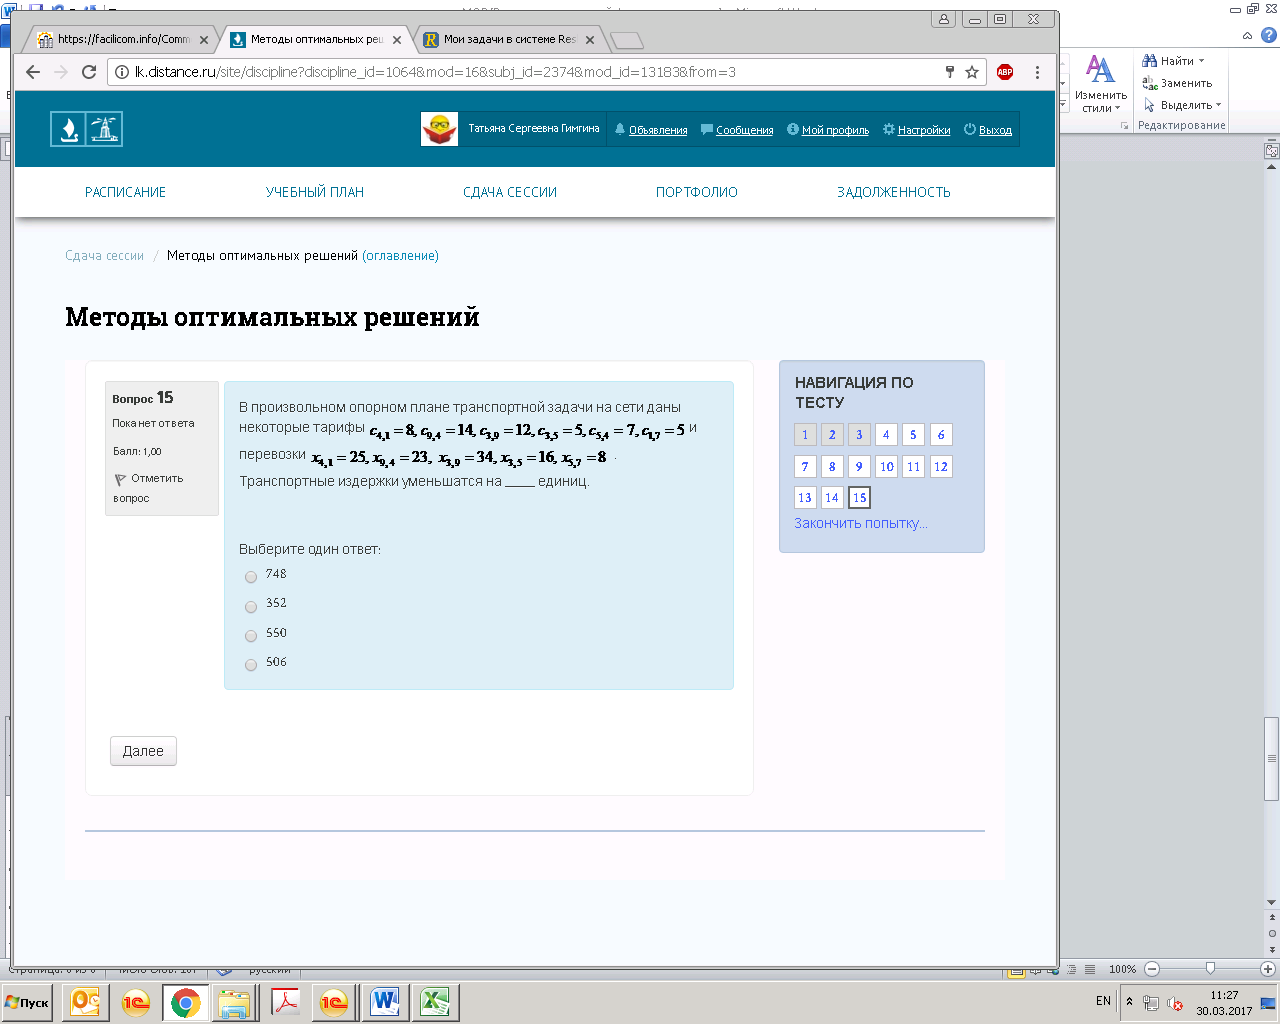 https://facilicom.info/Comm
Методы оптимальных реш
Мои задачи в системе Res
lk.distance.ru/site/discipline?discipline_id=1064&mod=16&subj_id=2374&mod_id=13183&from=3
ABP
Найти
Заменить
Выделить
Изменить
стили
Редактирование
Татьяна Сергеевна Гимгина
Объявления
Сообщения
Мой профиль
Настройки
Выход
РАСПИСАНИЕ
УЧЕБНЫЙ ПЛАН
СДАЧА СЕССИИ
ПОРТФОЛИО
ЗАДОЛЖЕННОСТЬ
Сдача сессии / Методы оптимальных решений (оглавление)
Методы оптимальных решений
Вопрос 15
Пока нет ответа
Балл: 1,00
Отметить
вопрос
В произвольном опорном плане транспортной задачи на сети даны
некоторые тарифы c4,1 = 8, c9,4 = 14, c3,9 = 12, c3,5 = 5, c5,4 = 7, c1,7 = 5 и
перевозки x4,1 = 25, x9,4 = 23, x3,9 = 34, x3,5 = 16, x5,7 = 8 .
Транспортные издержки уменьшатся на ____ единиц.
Выберите один ответ:
748
352
550
506
Далее
НАВИГАЦИЯ ПО
ТЕСТУ
1 2 3 4 5 6
7 8 9 10 11 12
13 14 15
Закончить попытку...
100%
Пуск
EN
11:27
30.03.2017